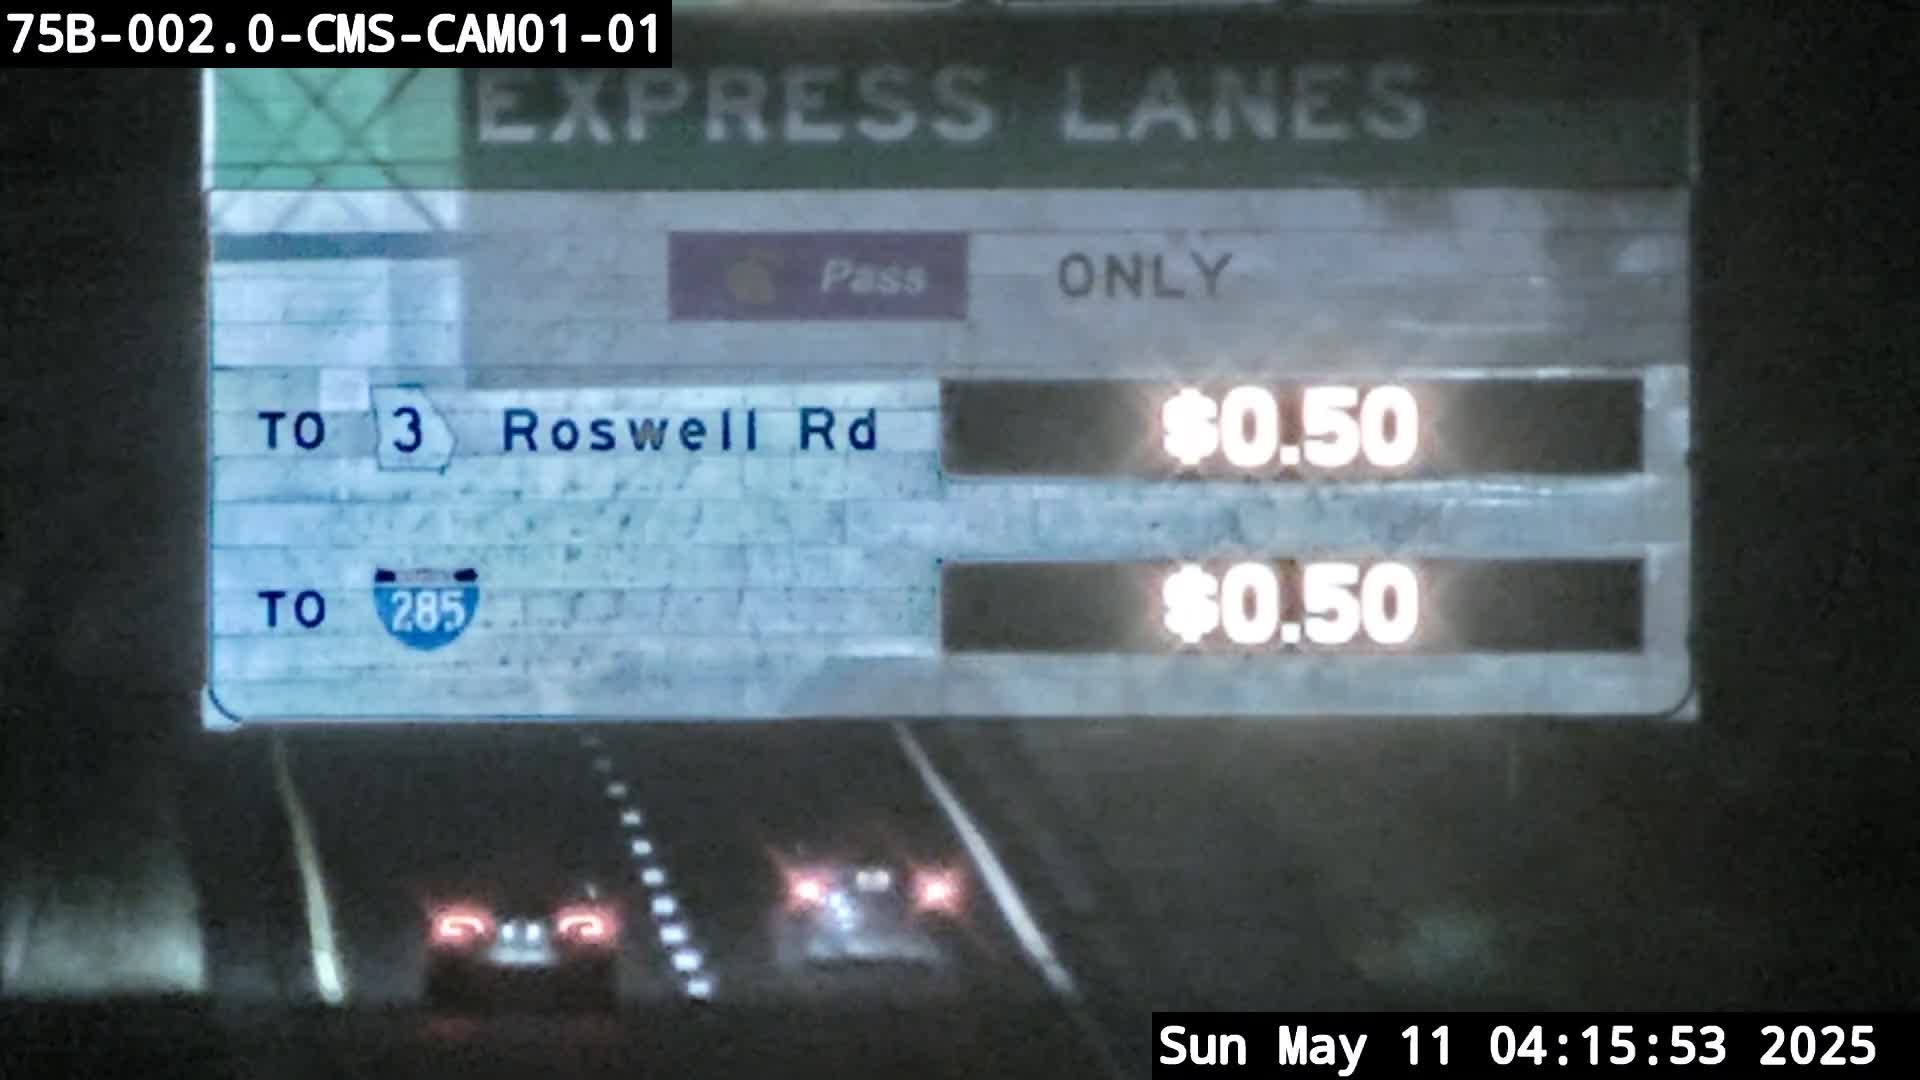 75B-002.0-CMS-CAM01-01
EXPRESS LANES
Pass ONLY
TO 3 Roswell Rd $0.50
TO 285 $0.50
Sun May 11 04:15:53 2025